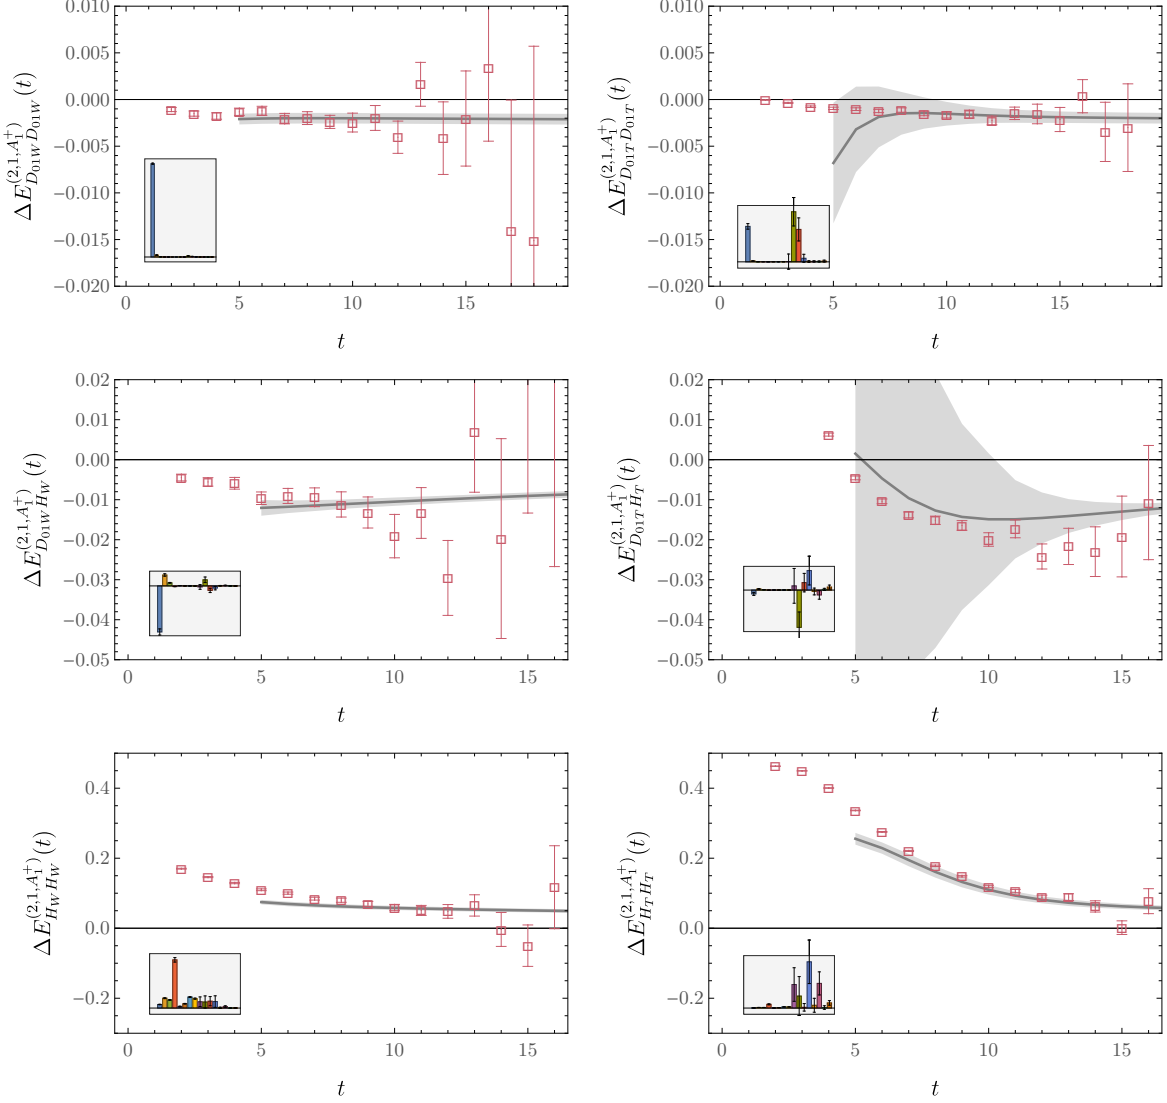 0.010
0.005
0.000
−0.005
−0.010
−0.015
−0.020
0 5 10 15
t
ΔE^{(2,1,A_1^+)}_{D_{01W} D_{01W}}(t)
0.010
0.005
0.000
−0.005
−0.010
−0.015
−0.020
0 5 10 15
t
ΔE^{(2,1,A_1^+)}_{D_{01T} D_{01T}}(t)
0.02
0.01
0.00
−0.01
−0.02
−0.03
−0.04
−0.05
0 5 10 15
t
ΔE^{(2,1,A_1^+)}_{D_{01W} H_W}(t)
0.02
0.01
0.00
−0.01
−0.02
−0.03
−0.04
−0.05
0 5 10 15
t
ΔE^{(2,1,A_1^+)}_{D_{01T} H_T}(t)
0.4
0.2
0.0
−0.2
0 5 10 15
t
ΔE^{(2,1,A_1^+)}_{H_W H_W}(t)
0.4
0.2
0.0
−0.2
0 5 10 15
t
ΔE^{(2,1,A_1^+)}_{H_T H_T}(t)